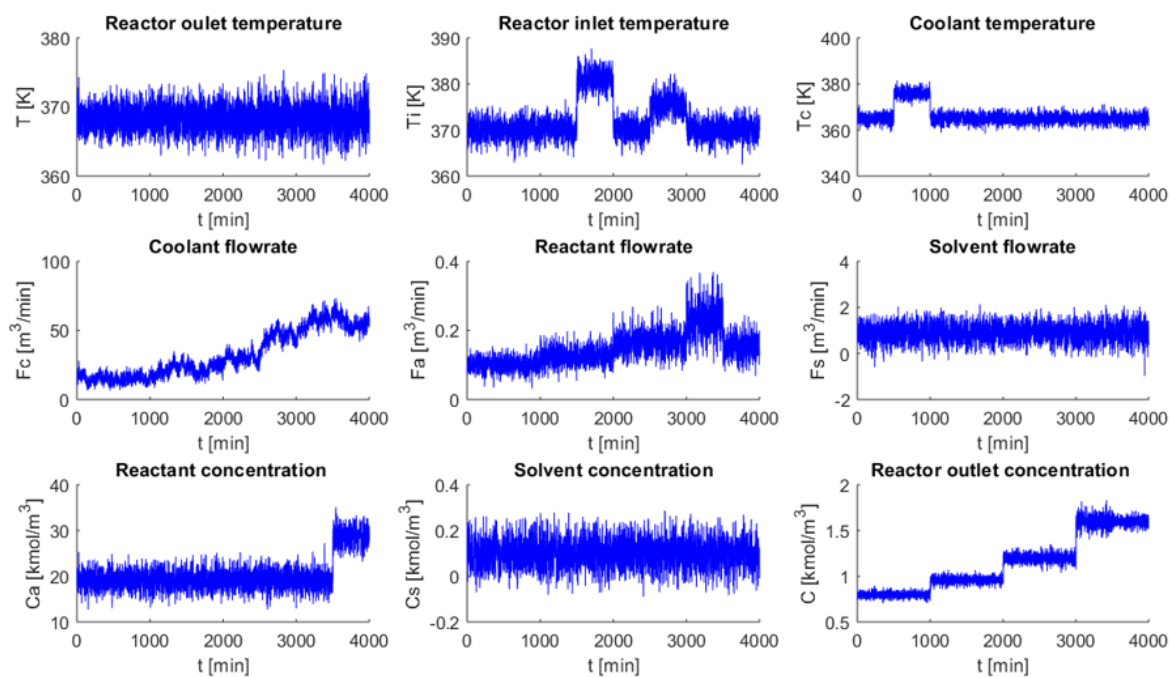 Reactor oulet temperature
Reactor inlet temperature
Coolant temperature
380
370
360
T [K]
0 1000 2000 3000 4000
t [min]
390
380
370
360
Ti [K]
0 1000 2000 3000 4000
t [min]
400
380
360
340
Tc [K]
0 1000 2000 3000 4000
t [min]
Coolant flowrate
Reactant flowrate
Solvent flowrate
100
50
0
Fc [m³/min]
0 1000 2000 3000 4000
t [min]
0.4
0.2
0
Fa [m³/min]
0 1000 2000 3000 4000
t [min]
4
2
0
-2
Fs [m³/min]
0 1000 2000 3000 4000
t [min]
Reactant concentration
Solvent concentration
Reactor outlet concentration
40
30
20
10
Ca [kmol/m³]
0 1000 2000 3000 4000
t [min]
0.4
0.2
0
-0.2
Cs [kmol/m³]
0 1000 2000 3000 4000
t [min]
2
1.5
1
0.5
C [kmol/m³]
0 1000 2000 3000 4000
t [min]